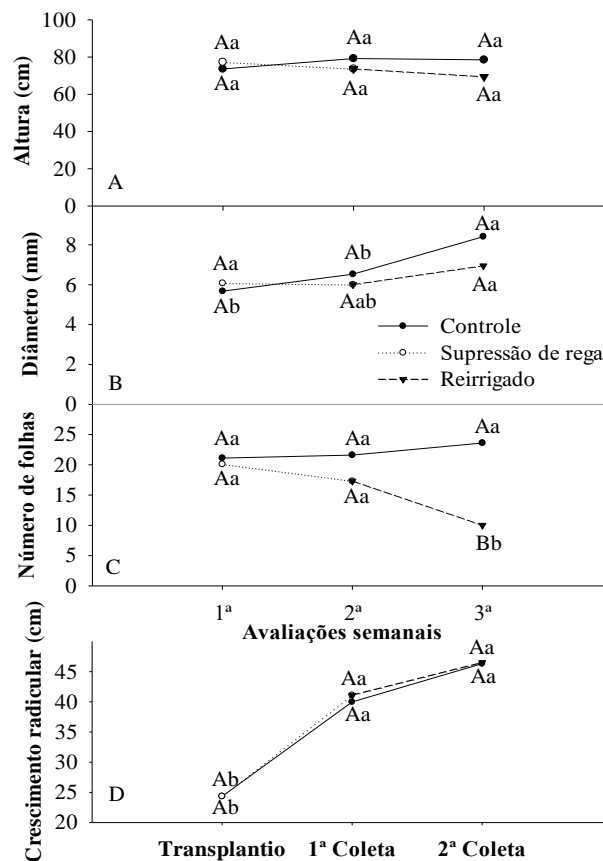 100
80
60
40
20
0
Altura (cm)
Aa Aa Aa
Aa Aa Aa
A
8
6
4
2
0
Diâmetro (mm)
Aa Ab Aa
Ab Aab Aa
Controle
Supressão de rega
Reirrigado
B
25
20
15
10
5
0
Número de folhas
Aa Aa Aa
Aa Aa Bb
C
1ª 2ª 3ª
Avaliações semanais
45
40
35
30
25
20
Crescimento radicular (cm)
Aa Aa
Aa Aa
Ab
Ab
D
Transplantio 1ª Coleta 2ª Coleta